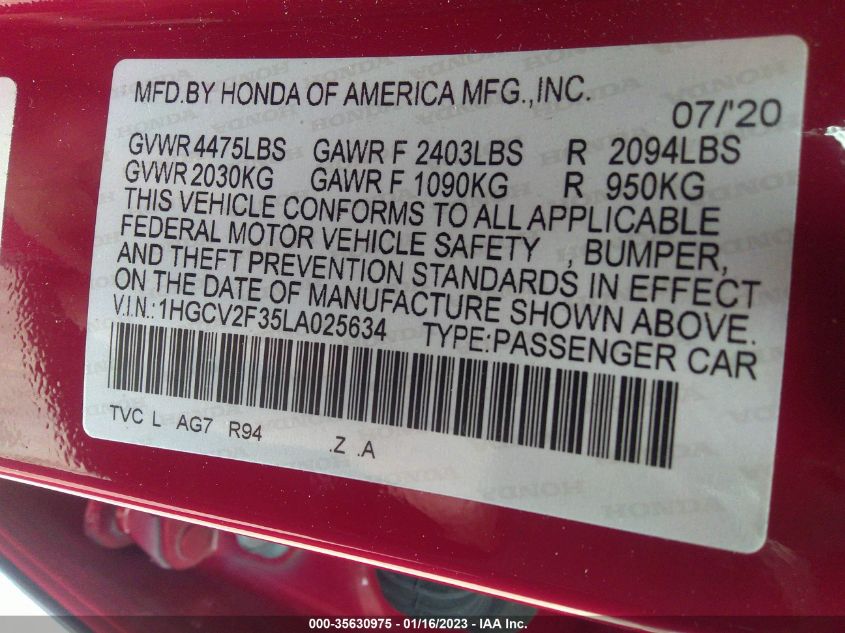 MFD.BY HONDA OF AMERICA MFG.,INC.
07/'20
GVWR 4475LBS GAWR F 2403LBS R 2094LBS
GVWR 2030KG GAWR F 1090KG R 950KG
THIS VEHICLE CONFORMS TO ALL APPLICABLE
FEDERAL MOTOR VEHICLE SAFETY , BUMPER,
AND THEFT PREVENTION STANDARDS IN EFFECT
ON THE DATE OF MANUFACTURE SHOWN ABOVE.
V.I.N.:1HGCV2F35LA025634 TYPE:PASSENGER CAR
TVC L AG7 R94 .Z .A
000-35630975 - 01/16/2023 - IAA Inc.